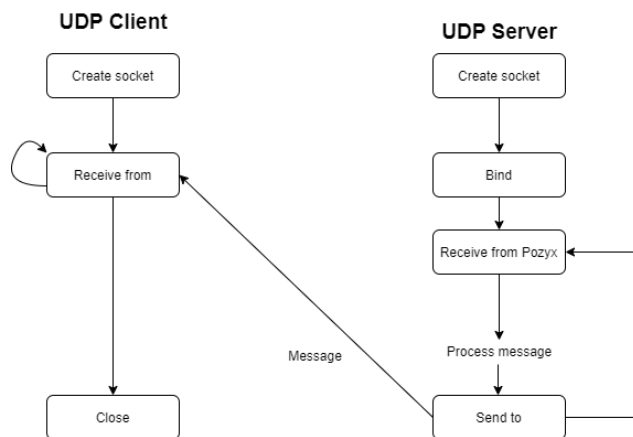 UDP Client
UDP Server
Create socket
Create socket
Receive from
Bind
Receive from Pozyx
Message
Process message
Close
Send to